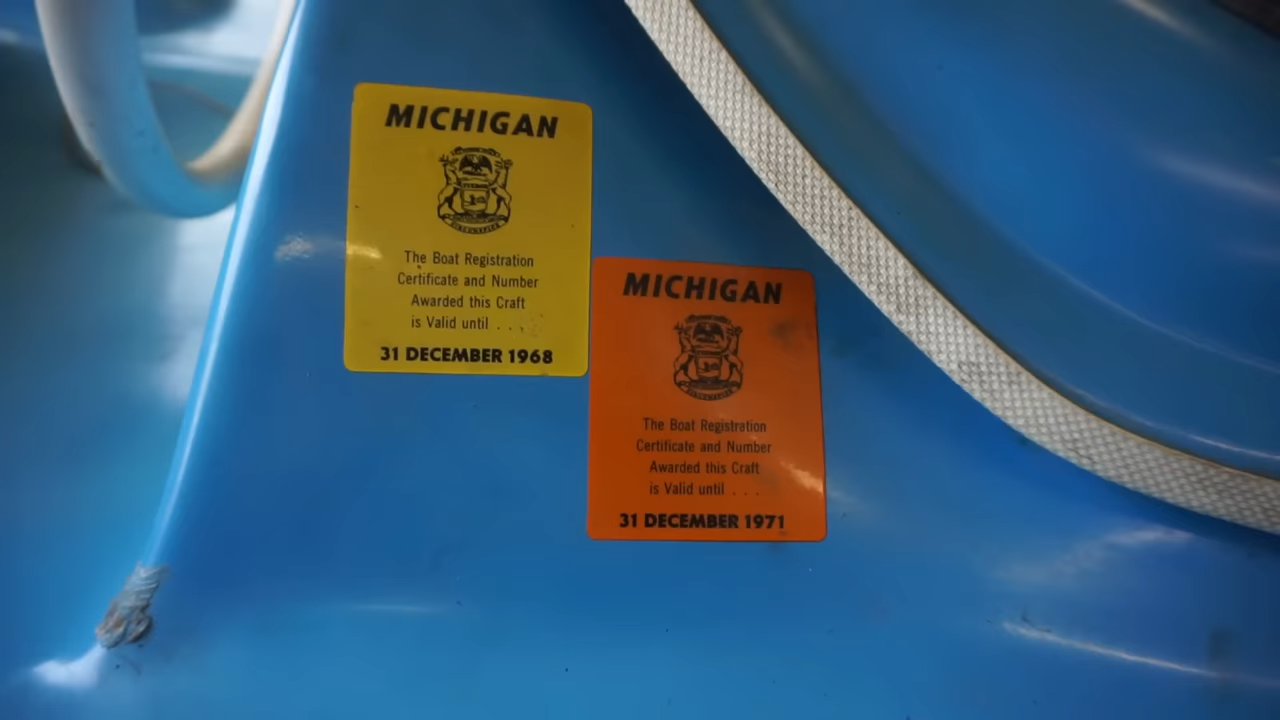 MICHIGAN
The Boat Registration
Certificate and Number
Awarded this Craft
is Valid until . . .
31 DECEMBER 1968
MICHIGAN
The Boat Registration
Certificate and Number
Awarded this Craft
is Valid until . . .
31 DECEMBER 1971